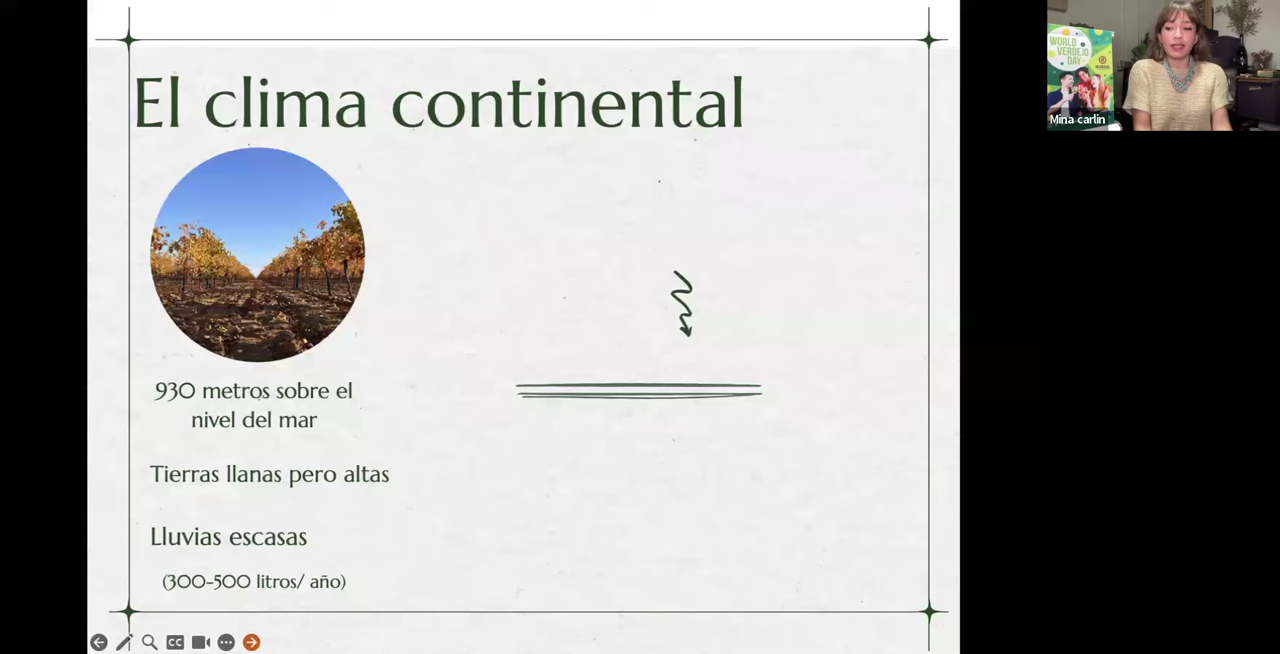 El clima continental
930 metros sobre el
nivel del mar
Tierras llanas pero altas
Lluvias escasas
(300-500 litros/ año)
WORLD
VERDEJO
DAY
Mina carlin
CC